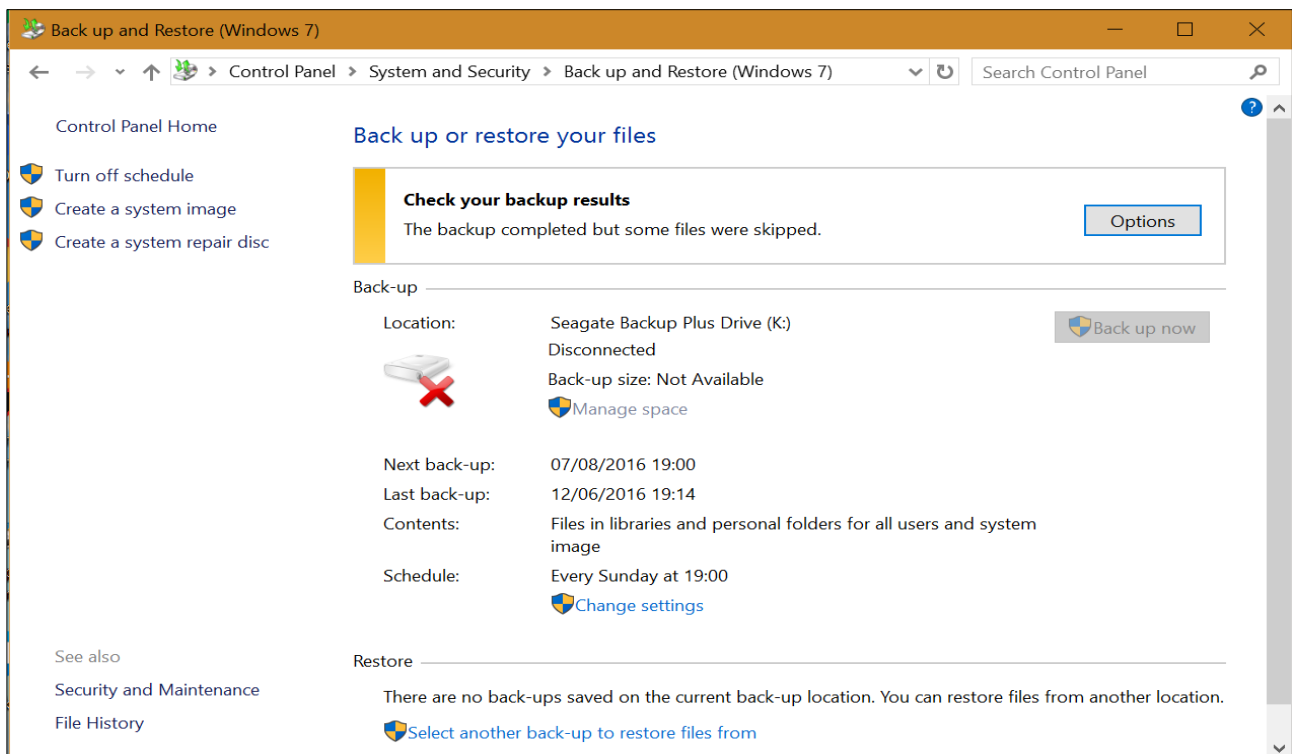 Back up and Restore (Windows 7)
Control Panel > System and Security > Back up and Restore (Windows 7)
Search Control Panel
Control Panel Home
Turn off schedule
Create a system image
Create a system repair disc
Back up or restore your files
Check your backup results
The backup completed but some files were skipped.
Options
Back-up
Location:
Seagate Backup Plus Drive (K:)
Back up now
Disconnected
Back-up size: Not Available
Manage space
Next back-up: 07/08/2016 19:00
Last back-up: 12/06/2016 19:14
Contents: Files in libraries and personal folders for all users and system
image
Schedule: Every Sunday at 19:00
Change settings
See also
Security and Maintenance
File History
Restore
There are no back-ups saved on the current back-up location. You can restore files from another location.
Select another back-up to restore files from